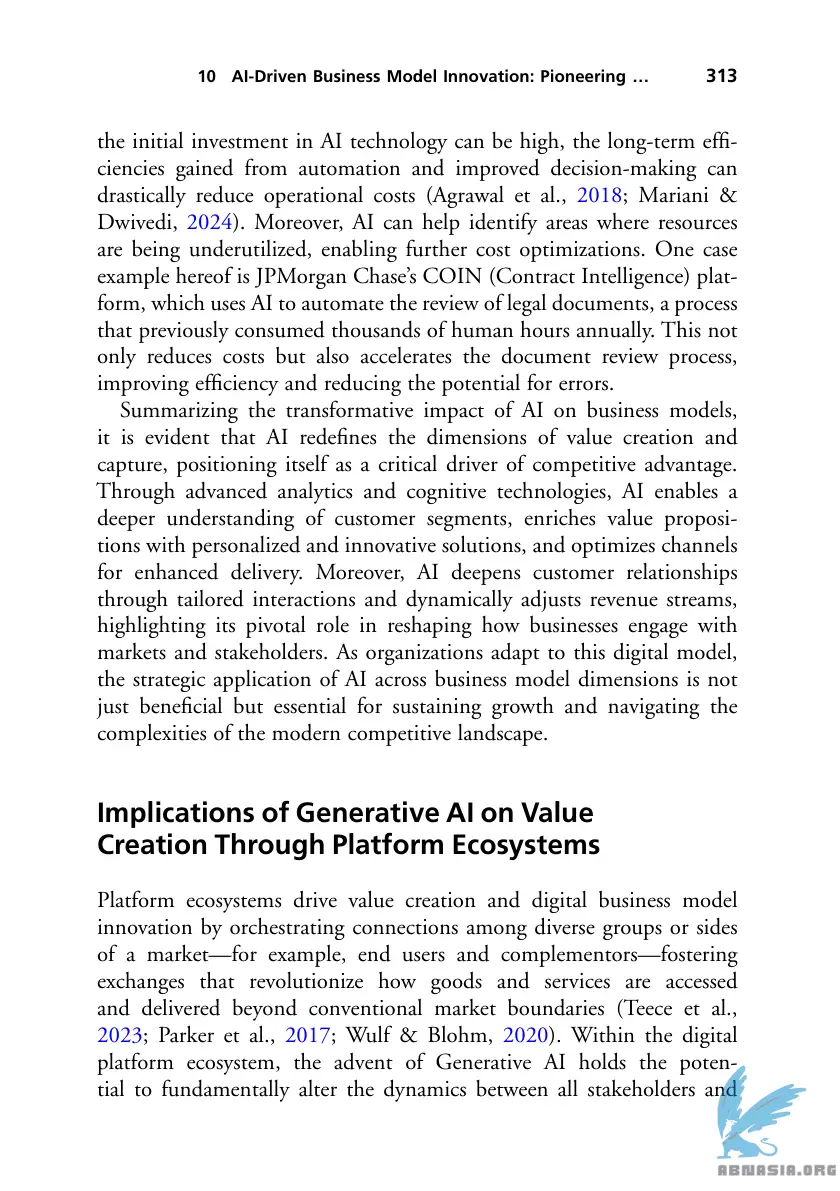 10 AI-Driven Business Model Innovation: Pioneering … 313
the initial investment in AI technology can be high, the long-term effi-
ciencies gained from automation and improved decision-making can
drastically reduce operational costs (Agrawal et al., 2018; Mariani &
Dwivedi, 2024). Moreover, AI can help identify areas where resources
are being underutilized, enabling further cost optimizations. One case
example hereof is JPMorgan Chase’s COIN (Contract Intelligence) plat-
form, which uses AI to automate the review of legal documents, a process
that previously consumed thousands of human hours annually. This not
only reduces costs but also accelerates the document review process,
improving efficiency and reducing the potential for errors.
Summarizing the transformative impact of AI on business models,
it is evident that AI redefines the dimensions of value creation and
capture, positioning itself as a critical driver of competitive advantage.
Through advanced analytics and cognitive technologies, AI enables a
deeper understanding of customer segments, enriches value proposi-
tions with personalized and innovative solutions, and optimizes channels
for enhanced delivery. Moreover, AI deepens customer relationships
through tailored interactions and dynamically adjusts revenue streams,
highlighting its pivotal role in reshaping how businesses engage with
markets and stakeholders. As organizations adapt to this digital model,
the strategic application of AI across business model dimensions is not
just beneficial but essential for sustaining growth and navigating the
complexities of the modern competitive landscape.
Implications of Generative AI on Value
Creation Through Platform Ecosystems
Platform ecosystems drive value creation and digital business model
innovation by orchestrating connections among diverse groups or sides
of a market—for example, end users and complementors—fostering
exchanges that revolutionize how goods and services are accessed
and delivered beyond conventional market boundaries (Teece et al.,
2023; Parker et al., 2017; Wulf & Blohm, 2020). Within the digital
platform ecosystem, the advent of Generative AI holds the poten-
tial to fundamentally alter the dynamics between all stakeholders and
ABNASIA.ORG